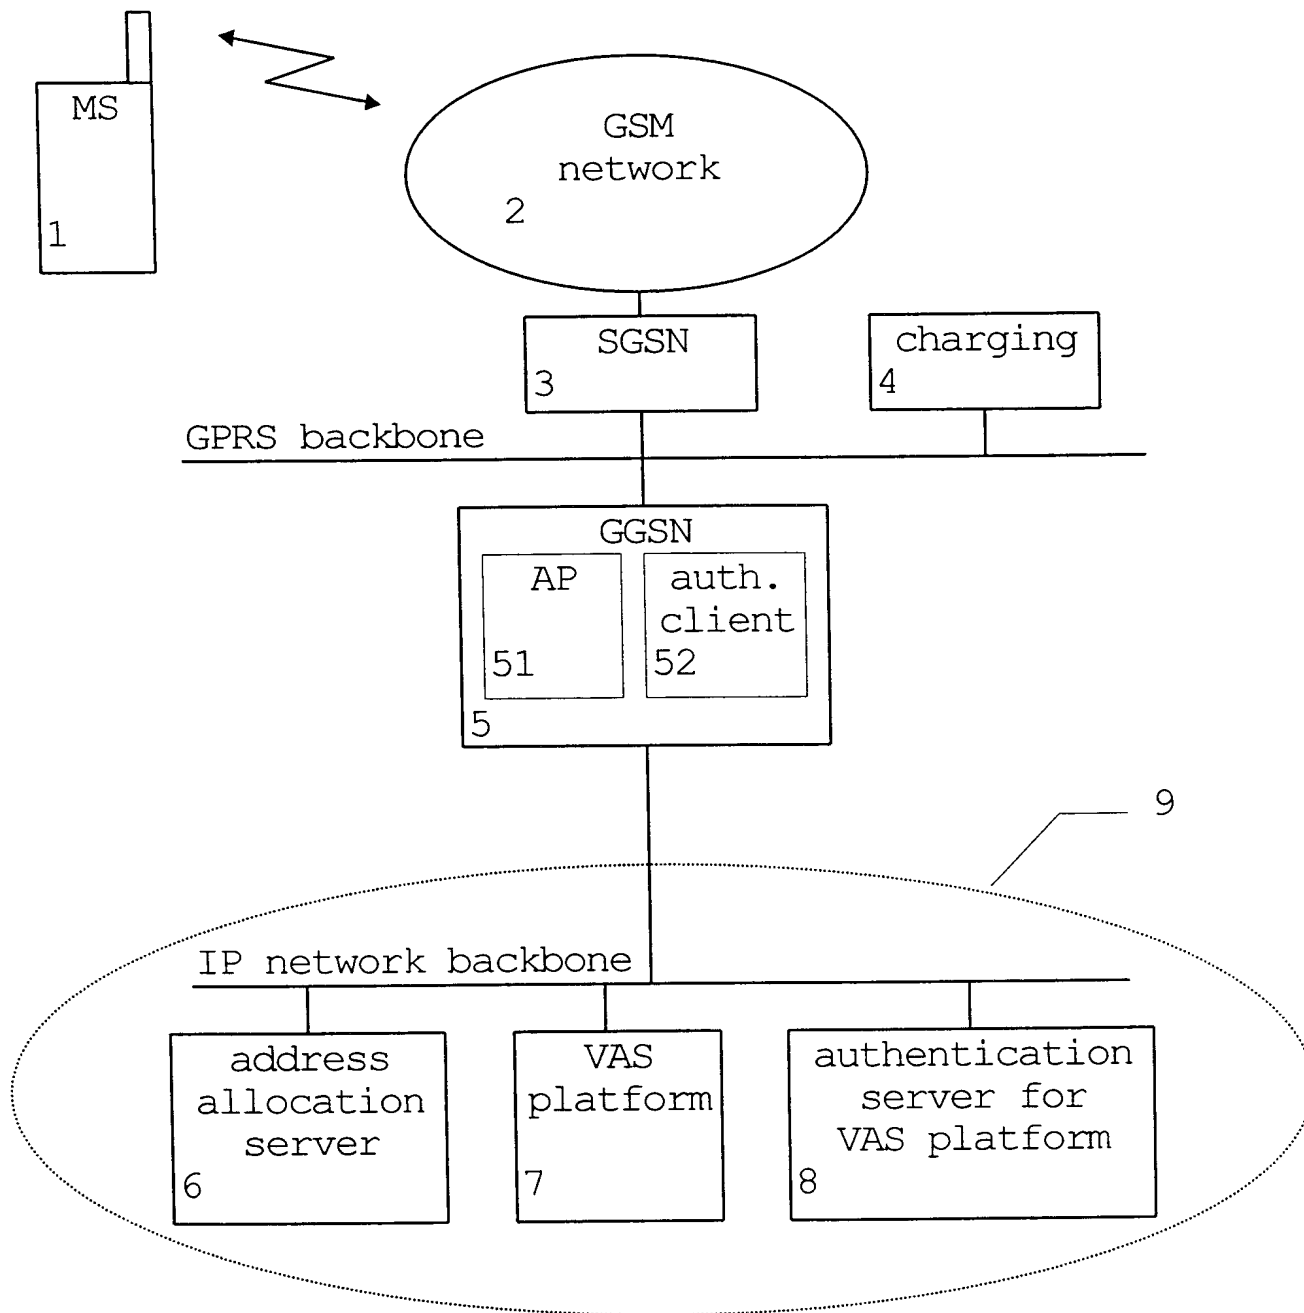 MS
1
GSM
network
2
SGSN
3
charging
4
GPRS backbone
GGSN
AP
51
auth.
client
52
5
9
IP network backbone
address
allocation
server
6
VAS
platform
7
authentication
server for
VAS platform
8